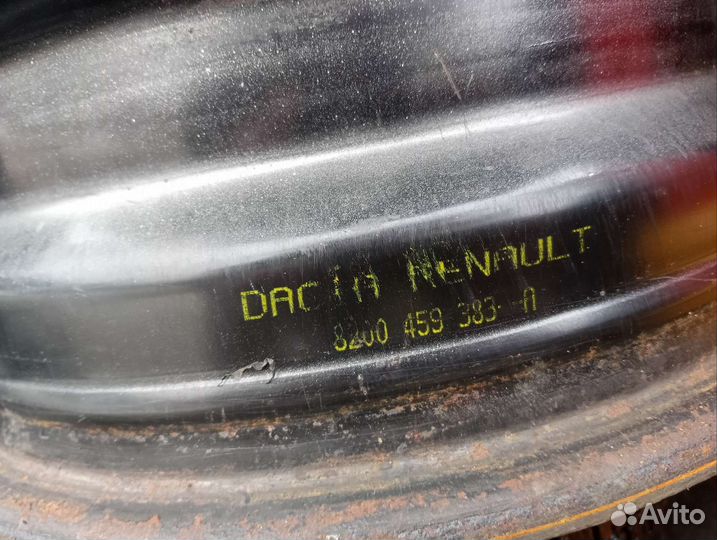 DACIA RENAULT
8200 459 383-A
Avito